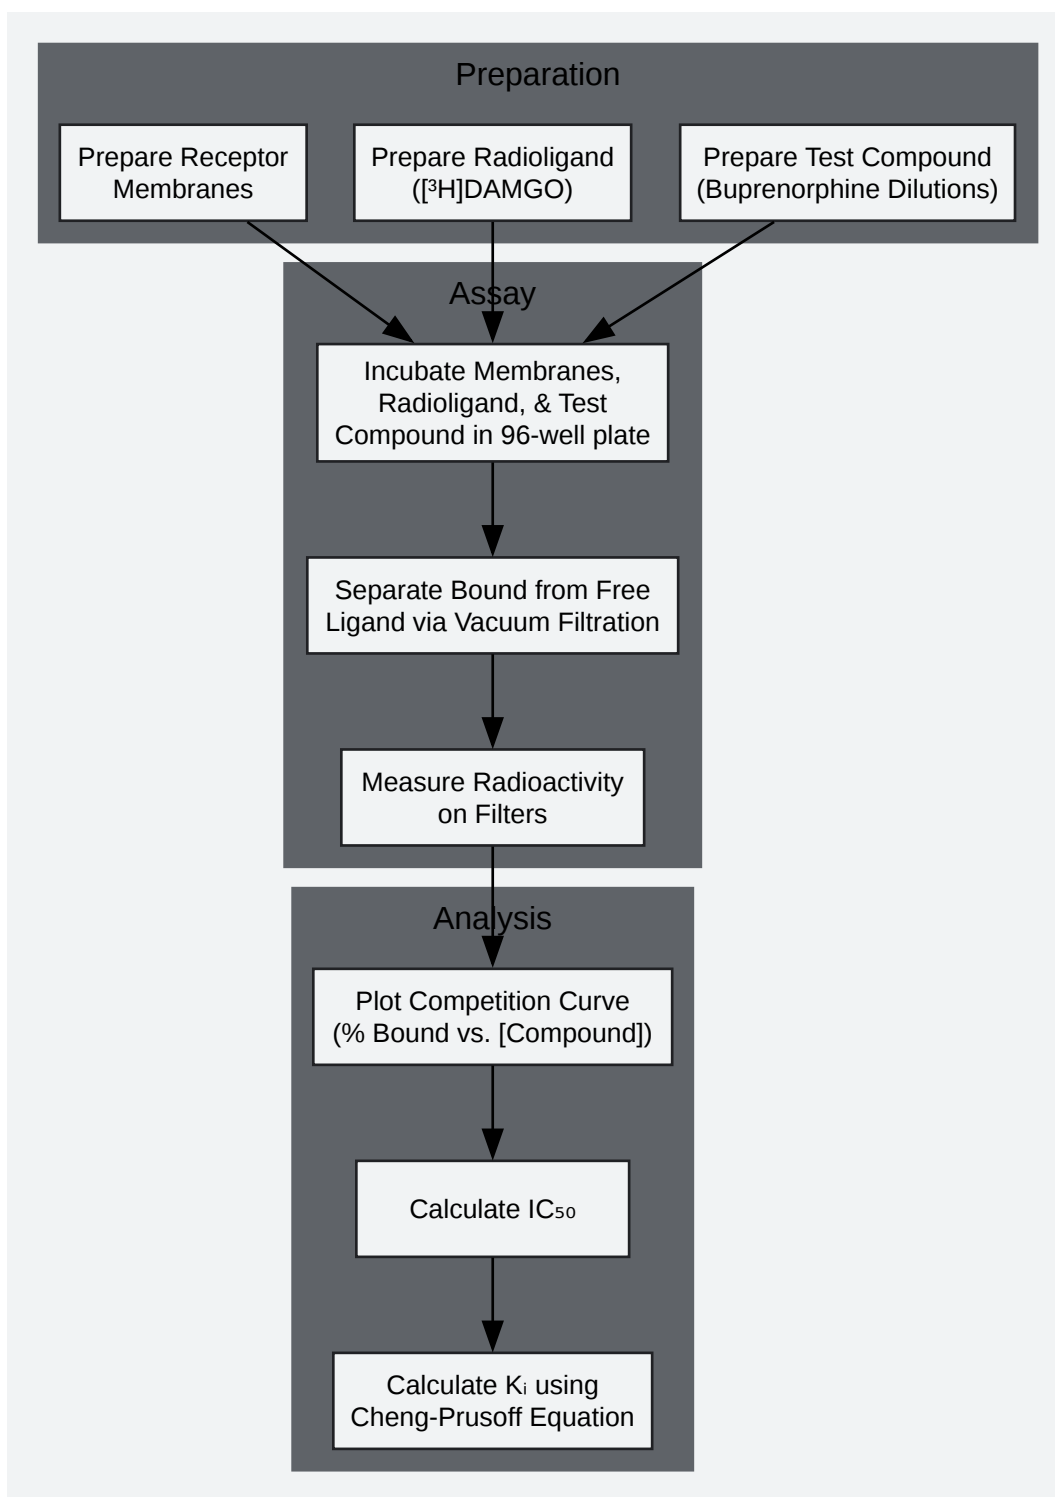 Preparation
Prepare Receptor
Membranes
Prepare Radioligand
([³H]DAMGO)
Prepare Test Compound
(Buprenorphine Dilutions)
Assay
Incubate Membranes,
Radioligand, & Test
Compound in 96-well plate
Separate Bound from Free
Ligand via Vacuum Filtration
Measure Radioactivity
on Filters
Analysis
Plot Competition Curve
(% Bound vs. [Compound])
Calculate IC₅₀
Calculate Kᵢ using
Cheng-Prusoff Equation